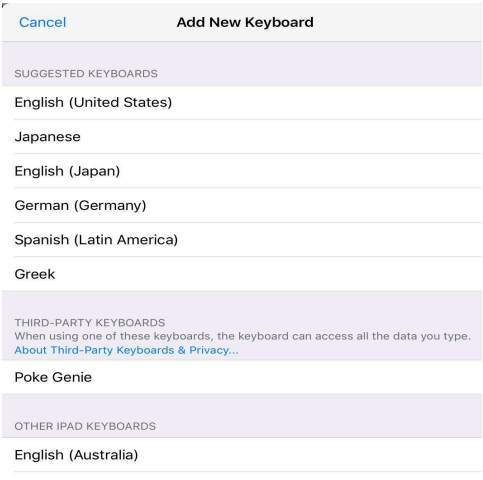 Cancel Add New Keyboard
SUGGESTED KEYBOARDS
English (United States)
Japanese
English (Japan)
German (Germany)
Spanish (Latin America)
Greek
THIRD-PARTY KEYBOARDS
When using one of these keyboards, the keyboard can access all the data you type.
About Third-Party Keyboards & Privacy...
Poke Genie
OTHER IPAD KEYBOARDS
English (Australia)